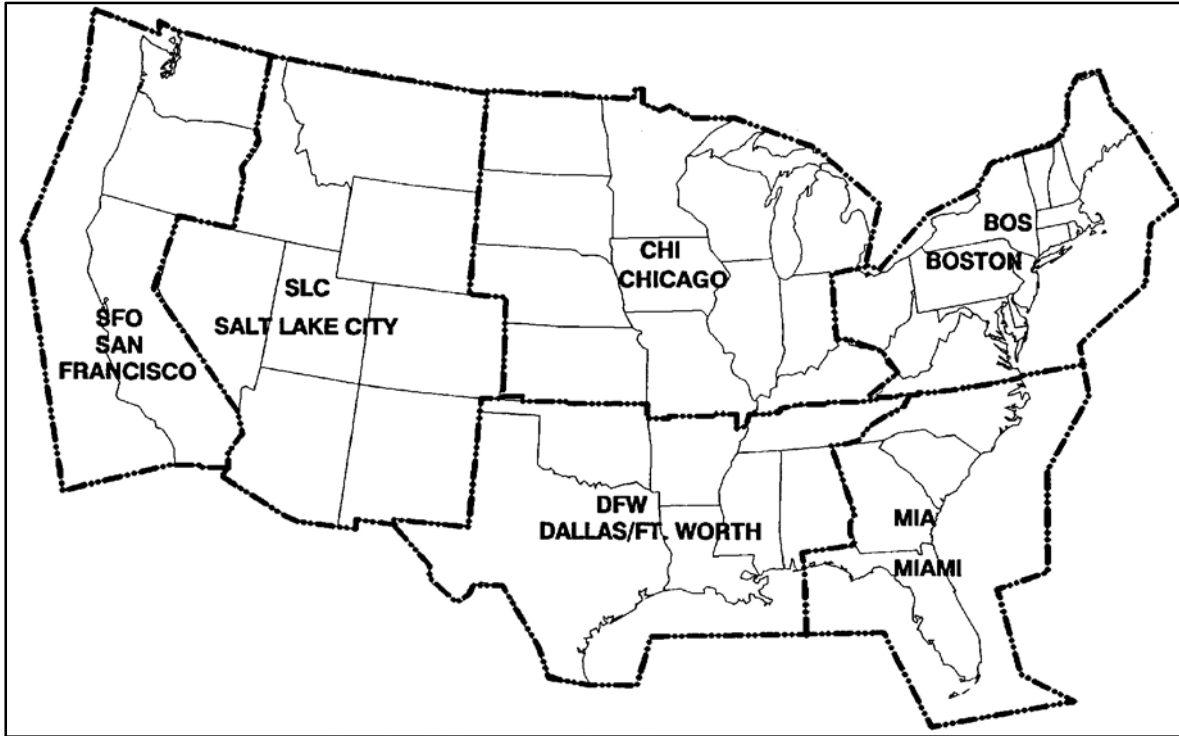 SFO
SAN
FRANCISCO
SLC
SALT LAKE CITY
CHI
CHICAGO
BOS
BOSTON
DFW
DALLAS/FT. WORTH
MIA
MIAMI